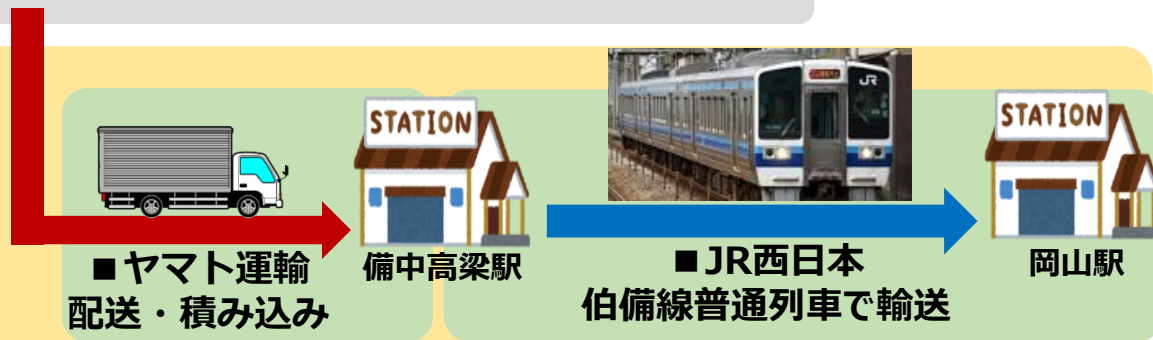 STATION
JR
STATION
■ヤマト運輸
配送・積み込み
備中高梁駅
■JR西日本
伯備線普通列車で輸送
岡山駅